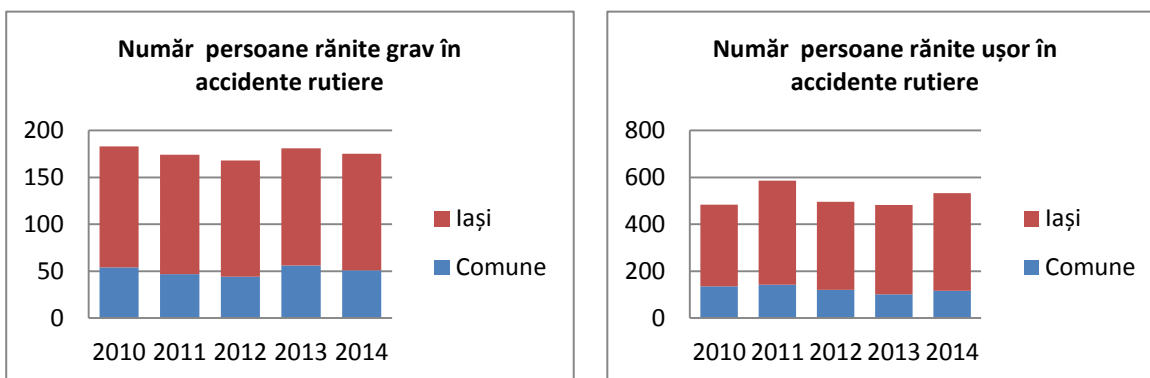 Număr  persoane rănite grav în
accidente rutiere
200
150
100
50
0
2010 2011 2012 2013 2014
Iași
Comune
Număr  persoane rănite ușor în
accidente rutiere
800
600
400
200
0
2010 2011 2012 2013 2014
Iași
Comune